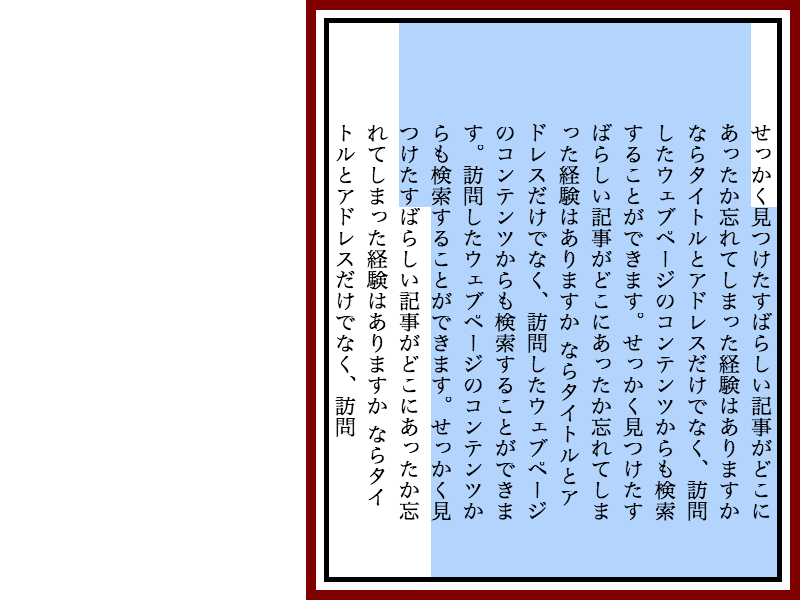 せっかく見つけたすばらしい記事がどこに
あったか忘れてしまった経験はありますか
ならタイトルとアドレスだけでなく、訪問
したウェブページのコンテンツからも検索
することができます。せっかく見つけたす
ばらしい記事がどこにあったか忘れてしま
った経験はありますか ならタイトルとア
ドレスだけでなく、訪問したウェブページ
のコンテンツからも検索することができま
す。訪問したウェブページのコンテンツか
らも検索することができます。せっかく見
つけたすばらしい記事がどこにあったか忘
れてしまった経験はありますか ならタイ
トルとアドレスだけでなく、訪問